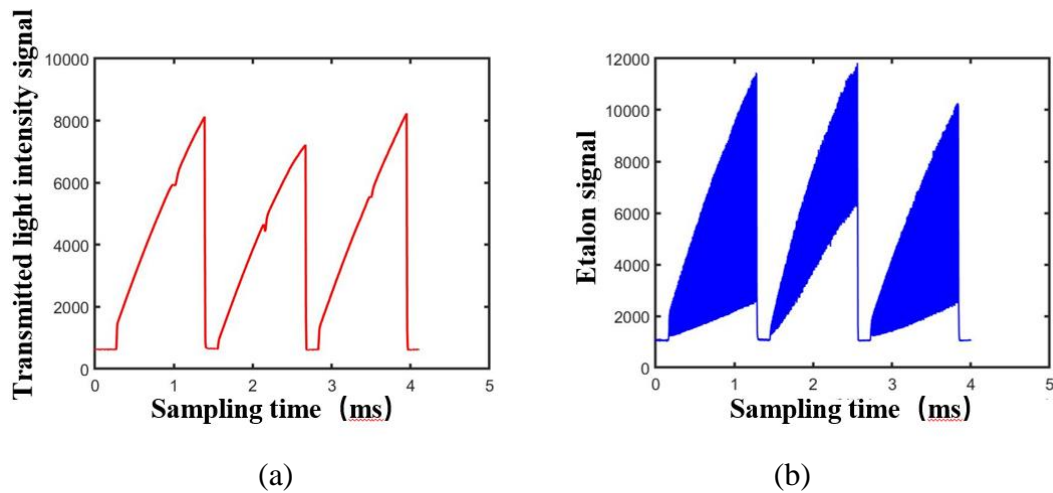 Transmitted light intensity signal
10000
8000
6000
4000
2000
0
0 1 2 3 4 5
Sampling time (ms)
(a)
Etalon signal
12000
10000
8000
6000
4000
2000
0
0 1 2 3 4 5
Sampling time (ms)
(b)